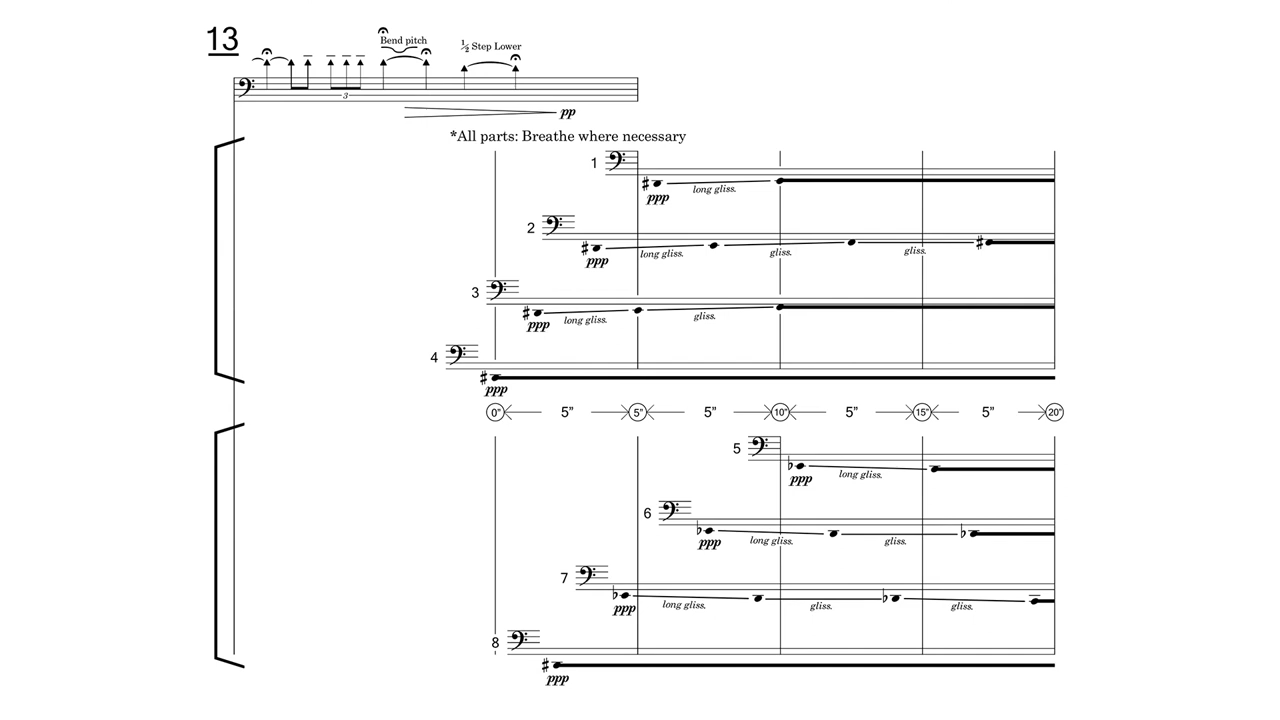 13
Bend pitch
½ Step Lower
3
pp
*All parts: Breathe where necessary
1
ppp
long gliss.
2
ppp
long gliss. gliss. gliss.
3
ppp
long gliss. gliss.
4
ppp
0" 5" 5" 5" 10" 5" 15" 5" 20"
5
ppp
long gliss.
6
ppp
long gliss. gliss.
7
ppp
long gliss. gliss. gliss.
8
ppp